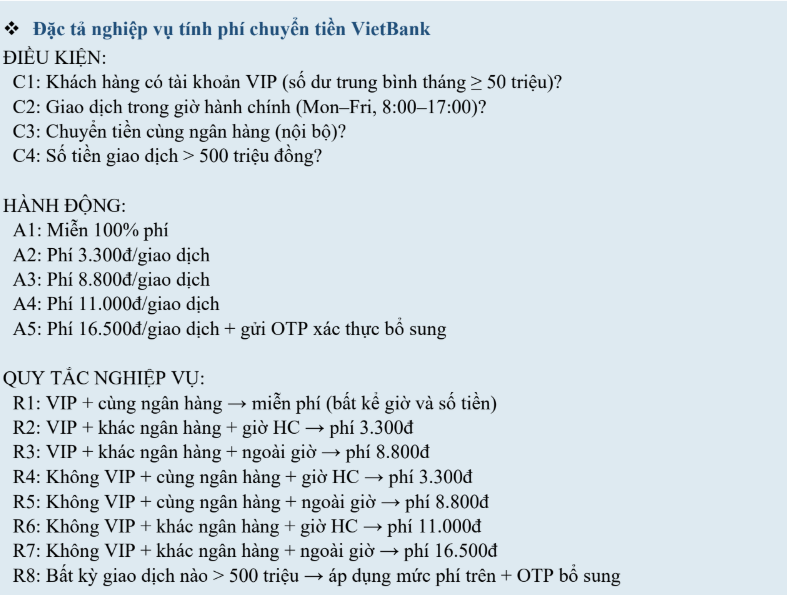 ❖ Đặc tả nghiệp vụ tính phí chuyển tiền VietBank
ĐIỀU KIỆN:
C1: Khách hàng có tài khoản VIP (số dư trung bình tháng ≥ 50 triệu)?
C2: Giao dịch trong giờ hành chính (Mon–Fri, 8:00–17:00)?
C3: Chuyển tiền cùng ngân hàng (nội bộ)?
C4: Số tiền giao dịch > 500 triệu đồng?
HÀNH ĐỘNG:
A1: Miễn 100% phí
A2: Phí 3.300đ/giao dịch
A3: Phí 8.800đ/giao dịch
A4: Phí 11.000đ/giao dịch
A5: Phí 16.500đ/giao dịch + gửi OTP xác thực bổ sung
QUY TẮC NGHIỆP VỤ:
R1: VIP + cùng ngân hàng → miễn phí (bất kể giờ và số tiền)
R2: VIP + khác ngân hàng + giờ HC → phí 3.300đ
R3: VIP + khác ngân hàng + ngoài giờ → phí 8.800đ
R4: Không VIP + cùng ngân hàng + giờ HC → phí 3.300đ
R5: Không VIP + cùng ngân hàng + ngoài giờ → phí 8.800đ
R6: Không VIP + khác ngân hàng + giờ HC → phí 11.000đ
R7: Không VIP + khác ngân hàng + ngoài giờ → phí 16.500đ
R8: Bất kỳ giao dịch nào > 500 triệu → áp dụng mức phí trên + OTP bổ sung